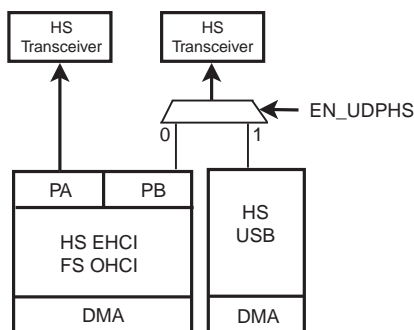 HS
Transceiver
HS
Transceiver
EN_UDPHS
0
1
PA
PB
HS EHCI
FS OHCI
DMA
HS
USB
DMA